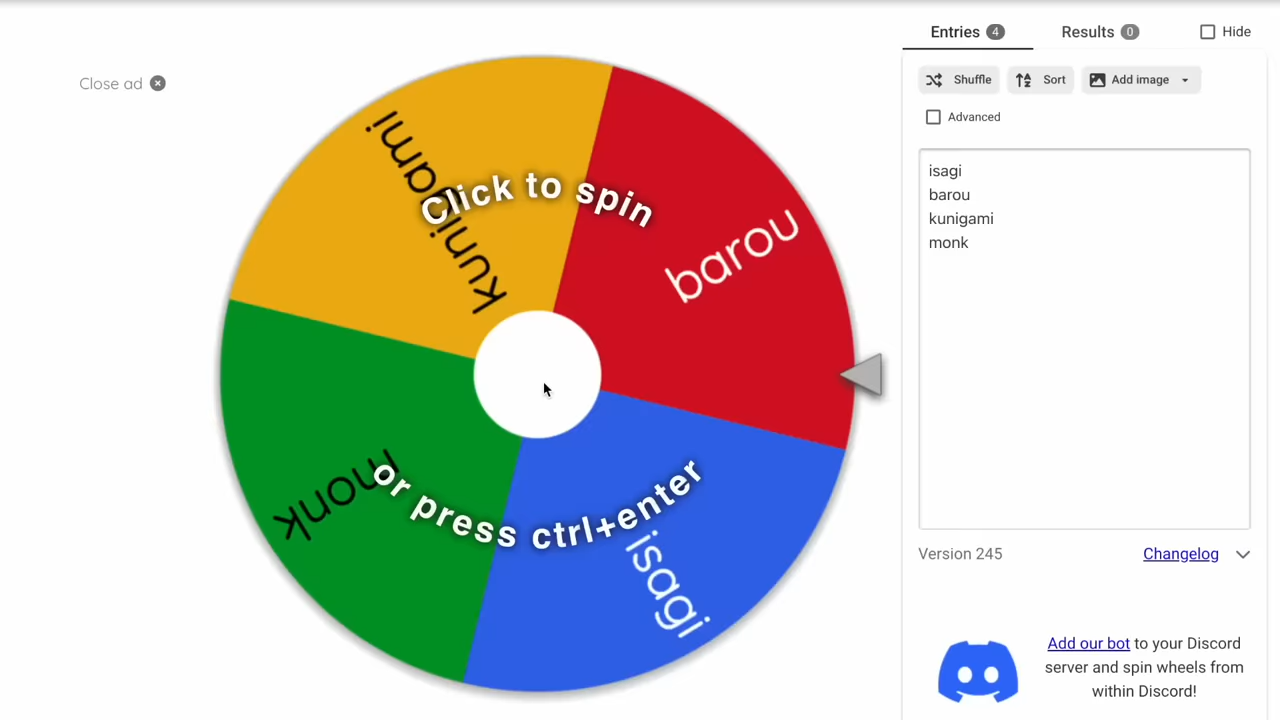 Close ad
kunigami
barou
monk
isagi
Click to spin
or press ctrl+enter
Entries 4
Results 0
Hide
Shuffle
Sort
Add image
Advanced
isagi
barou
kunigami
monk
Version 245
Changelog
Add our bot to your Discord
server and spin wheels from
within Discord!